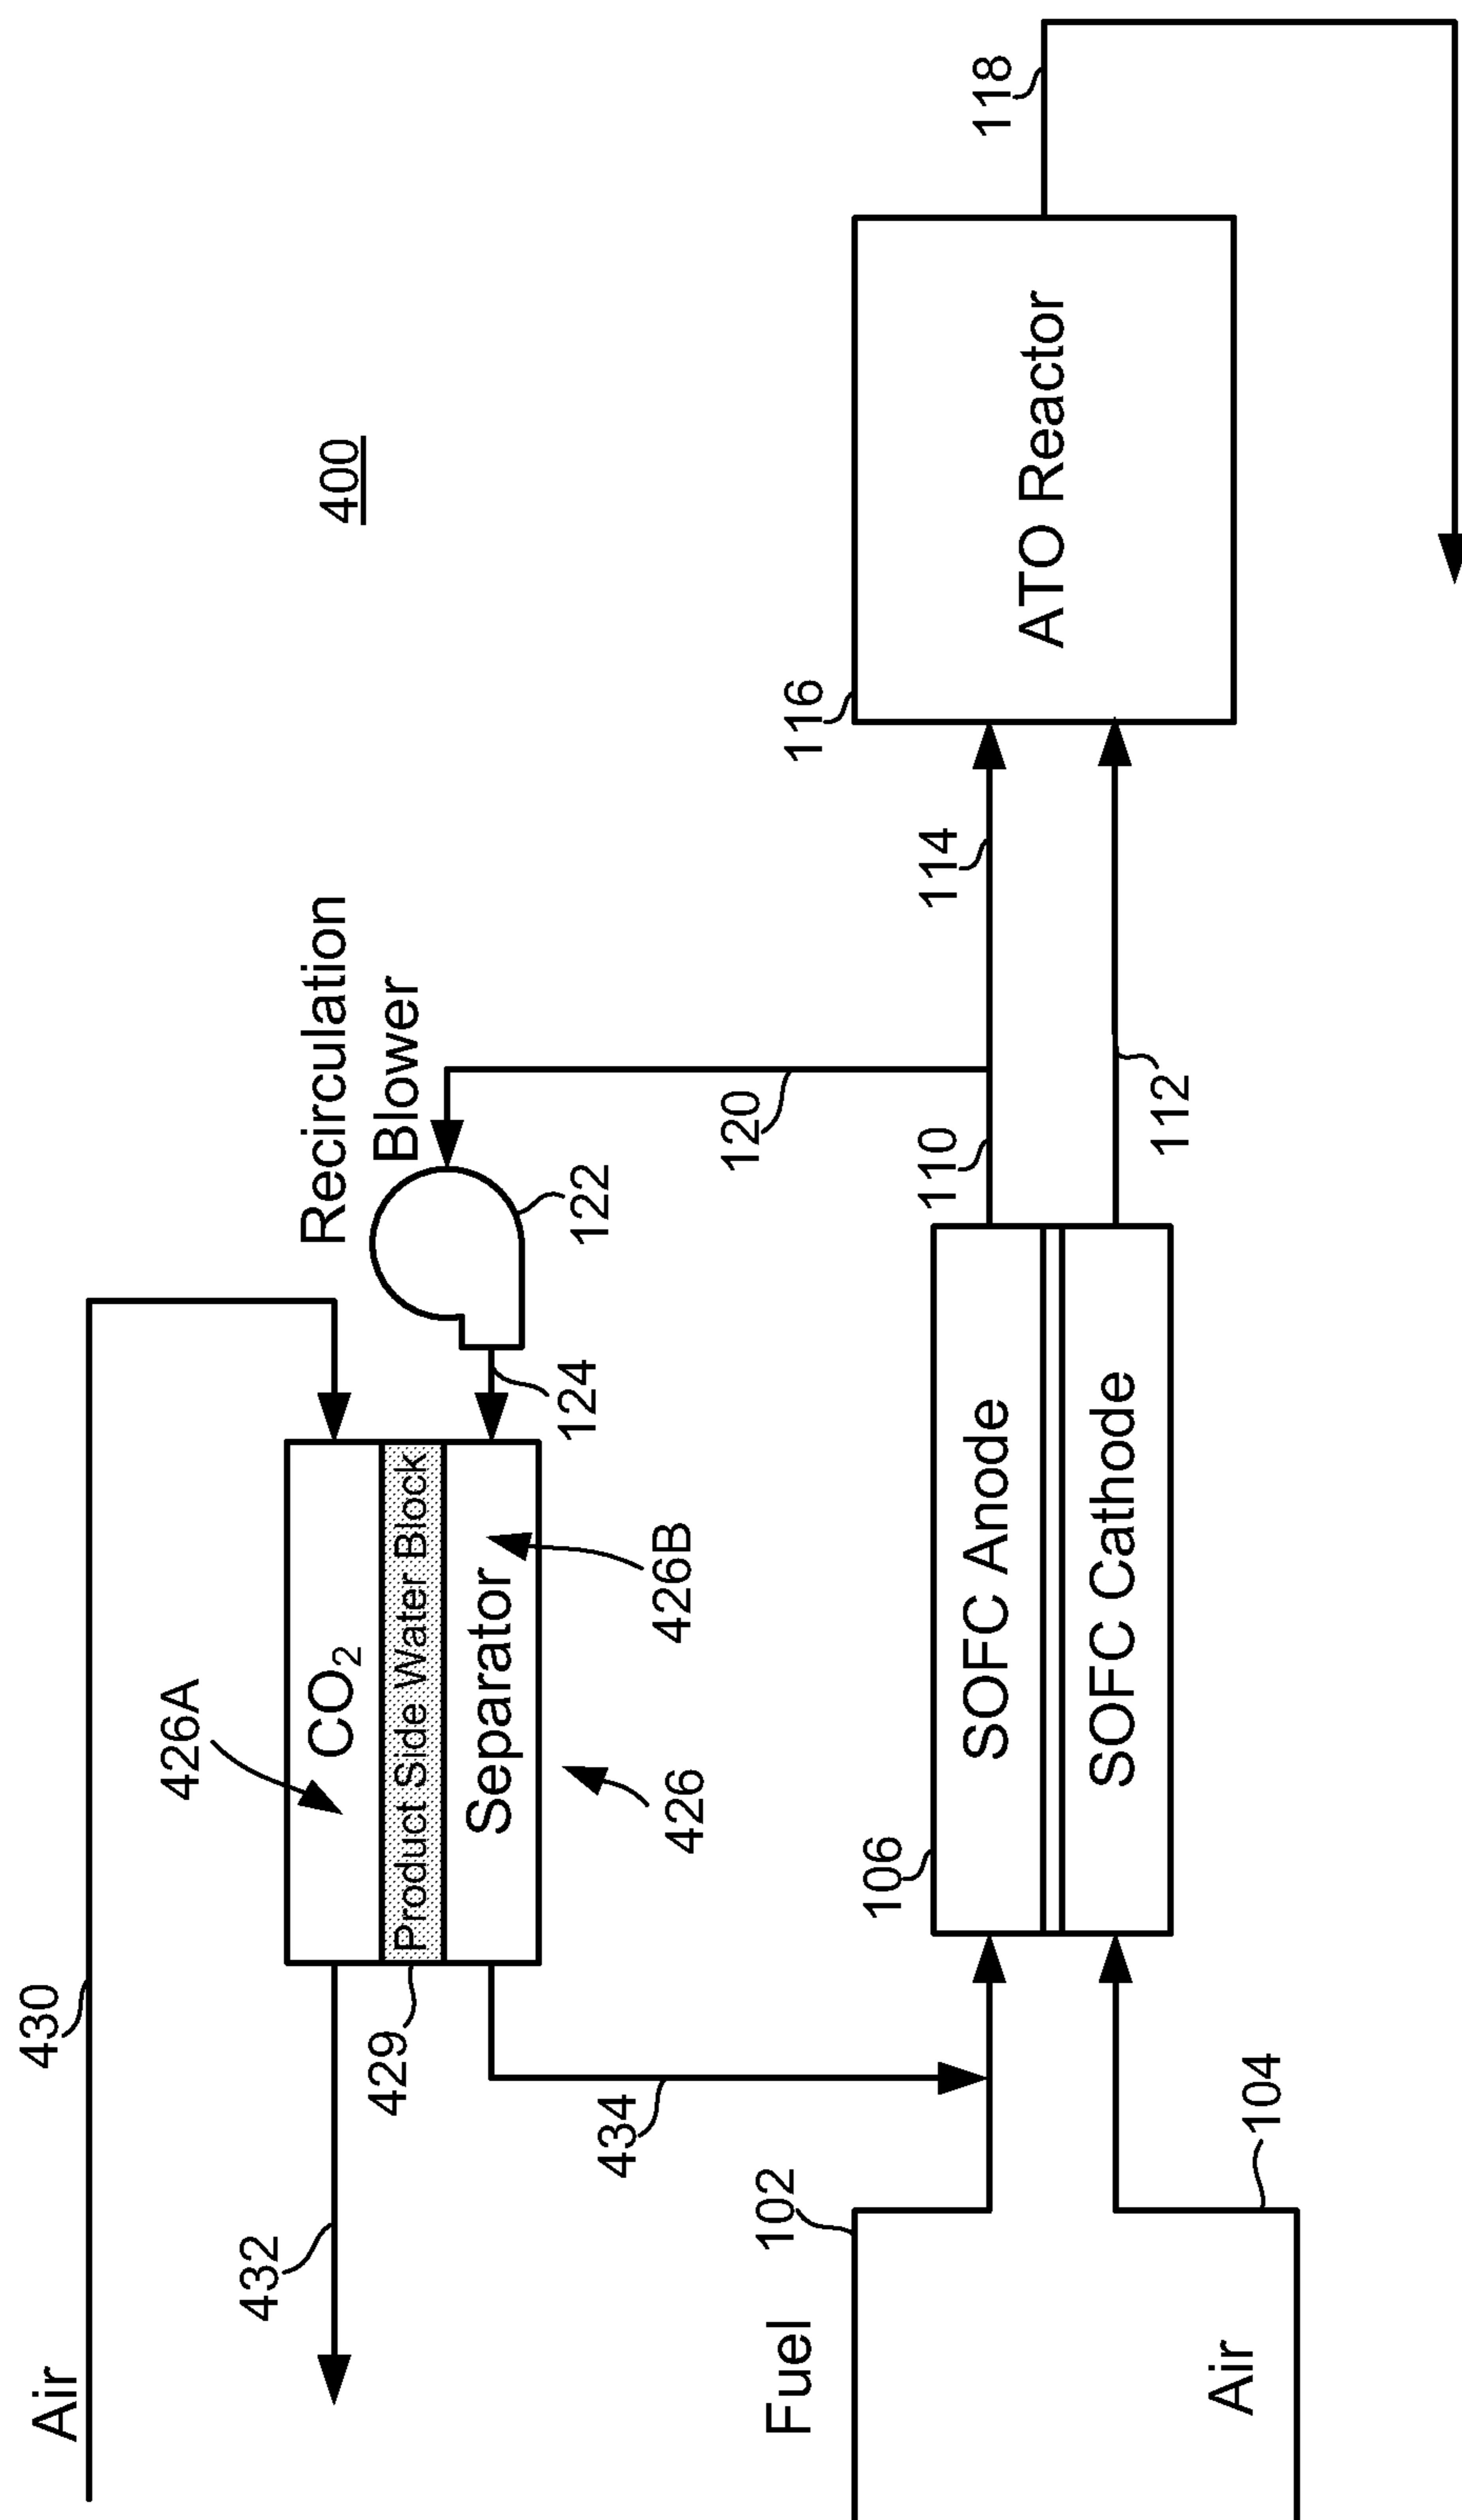 Air
430
432
426A
CO₂
Product Side Water Block
Separator
429
426
426B
434
124
122
Recirculation
Blower
400
120
Fuel
102
Air
104
106
SOFC Anode
SOFC Cathode
110
112
114
116
ATO Reactor
118